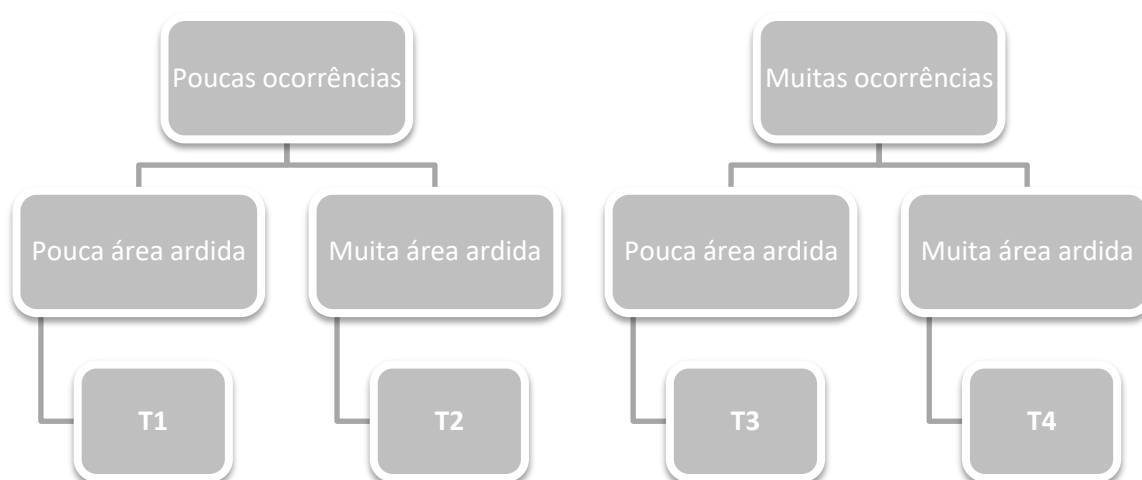 Poucas ocorrências
Muitas ocorrências
Pouca área ardida
Muita área ardida
Pouca área ardida
Muita área ardida
T1
T2
T3
T4